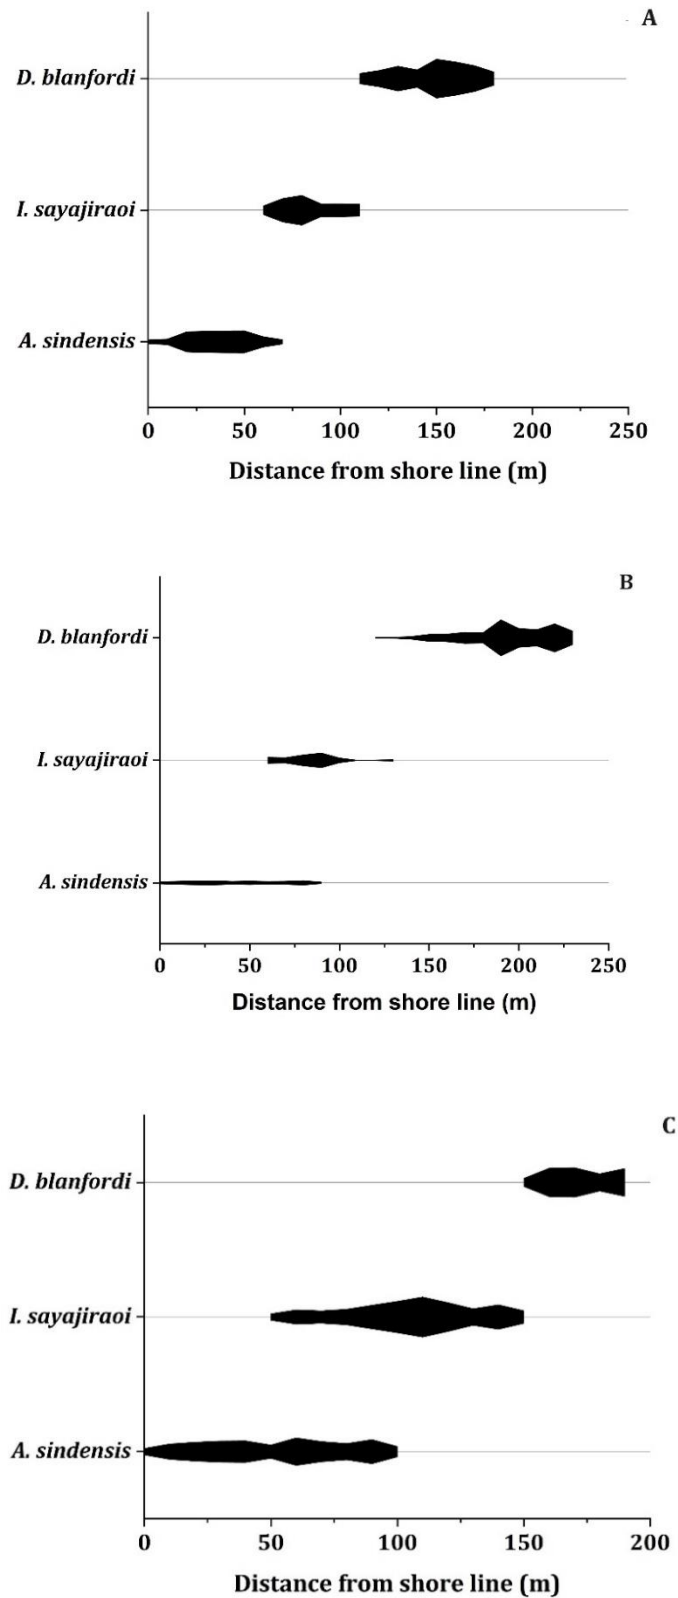 A
D. blanfordi
I. sayajiraoi
A. sindensis
0 50 100 150 200 250
Distance from shore line (m)
B
D. blanfordi
I. sayajiraoi
A. sindensis
0 50 100 150 200 250
Distance from shore line (m)
C
D. blanfordi
I. sayajiraoi
A. sindensis
0 50 100 150 200
Distance from shore line (m)